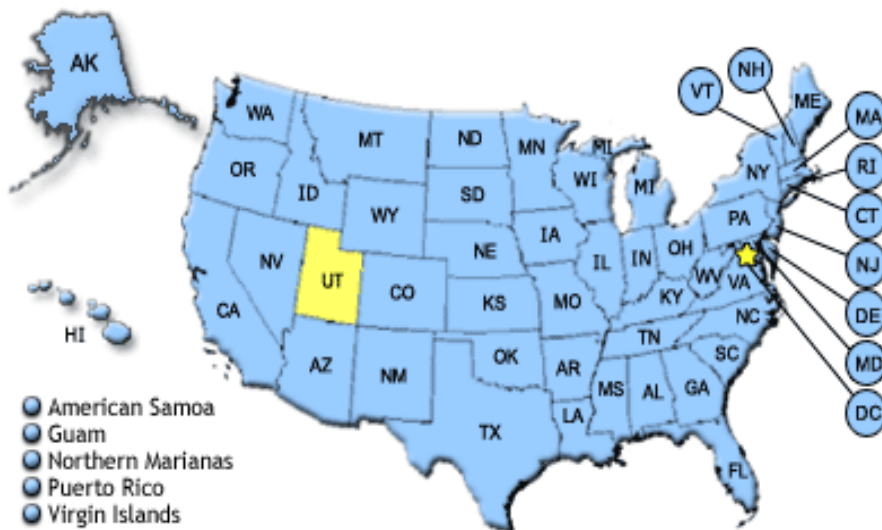 AK
NH
VT
ME
WA
MA
MT
ND
MN
MI
OR
NY
RI
ID
SD
WI
MI
WY
CT
PA
IA
NE
OH
NV
UT
IL
IN
NJ
CO
WV
VA
CA
KS
MO
KY
DE
HI
NC
TN
OK
SC
AZ
NM
AR
MD
MS
AL
GA
American Samoa
DC
LA
Guam
TX
Northern Marianas
FL
Puerto Rico
Virgin Islands